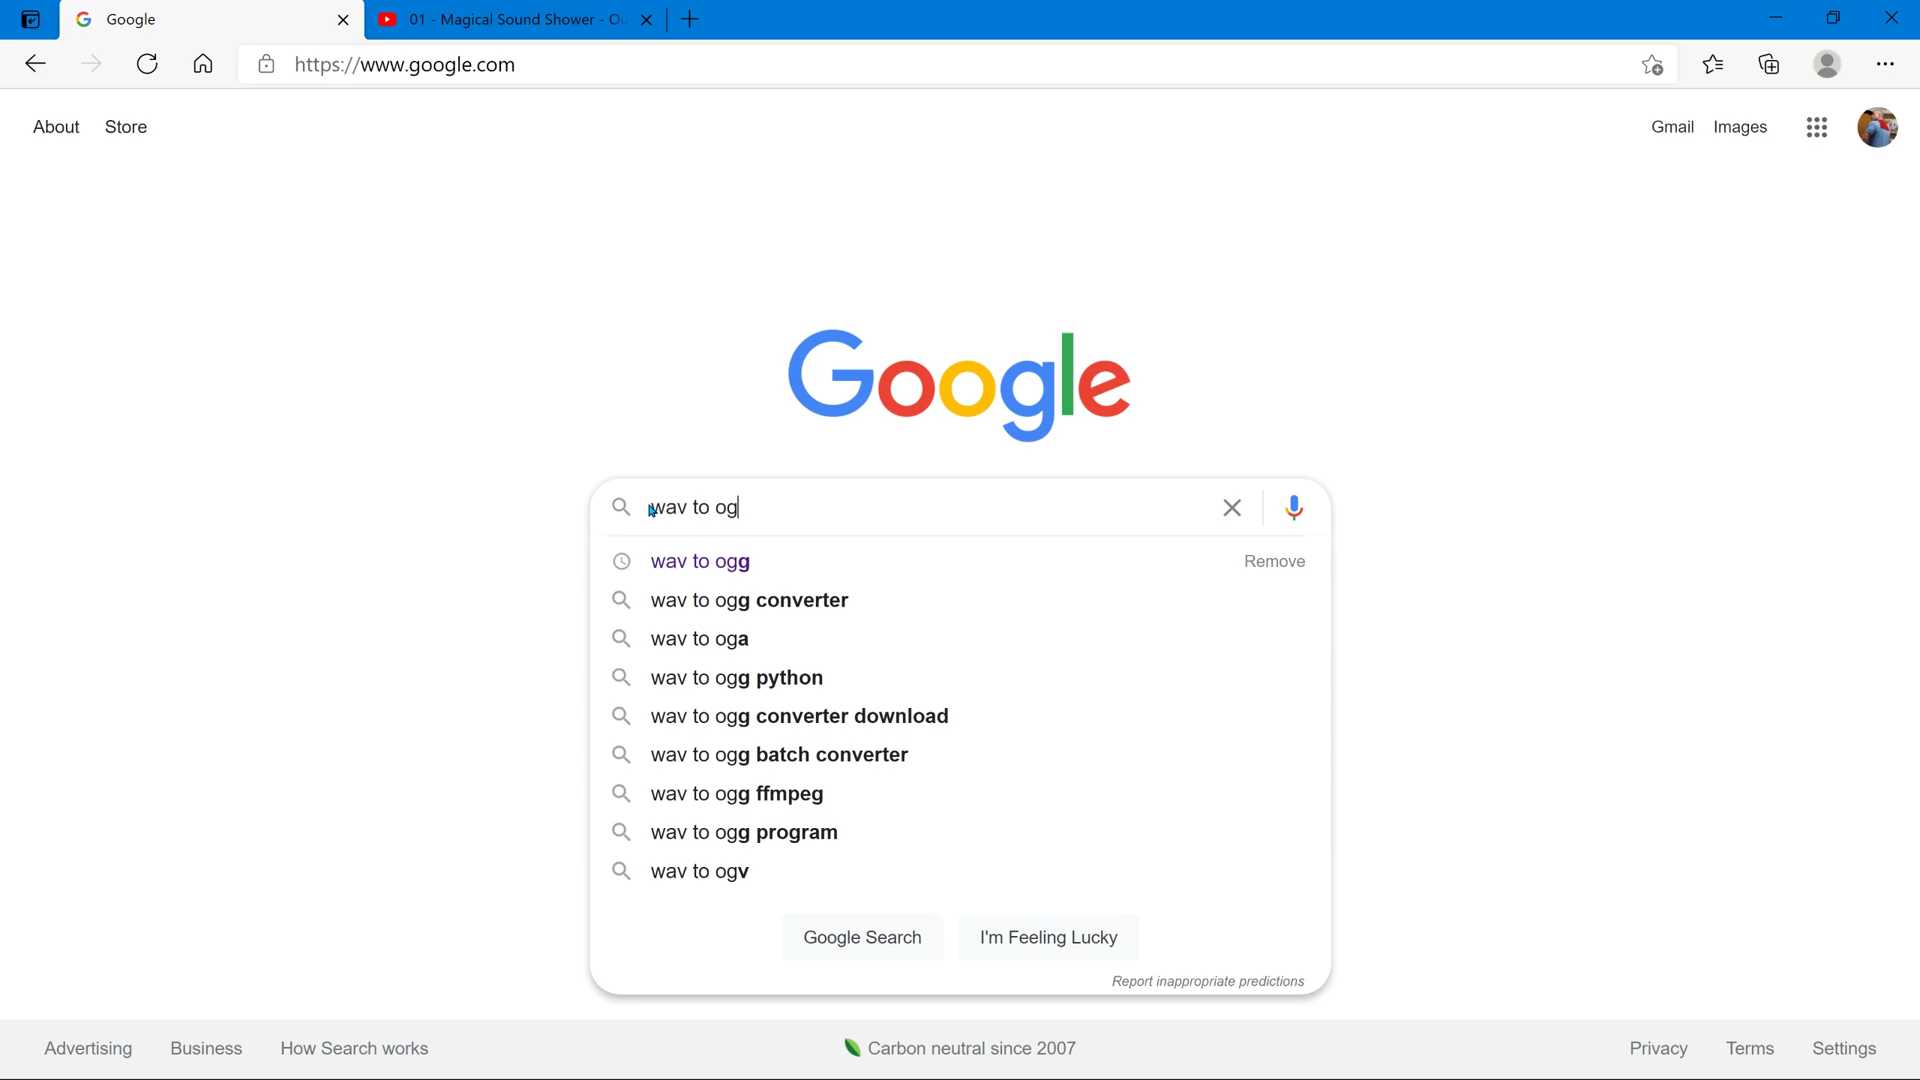 Google
01 - Magical Sound Shower - Ou
https://www.google.com
About Store
Gmail Images
Google
wav to og
wav to ogg Remove
wav to ogg converter
wav to oga
wav to ogg python
wav to ogg converter download
wav to ogg batch converter
wav to ogg ffmpeg
wav to ogg program
wav to ogv
Google Search I'm Feeling Lucky
Report inappropriate predictions
Advertising Business How Search works Carbon neutral since 2007 Privacy Terms Settings